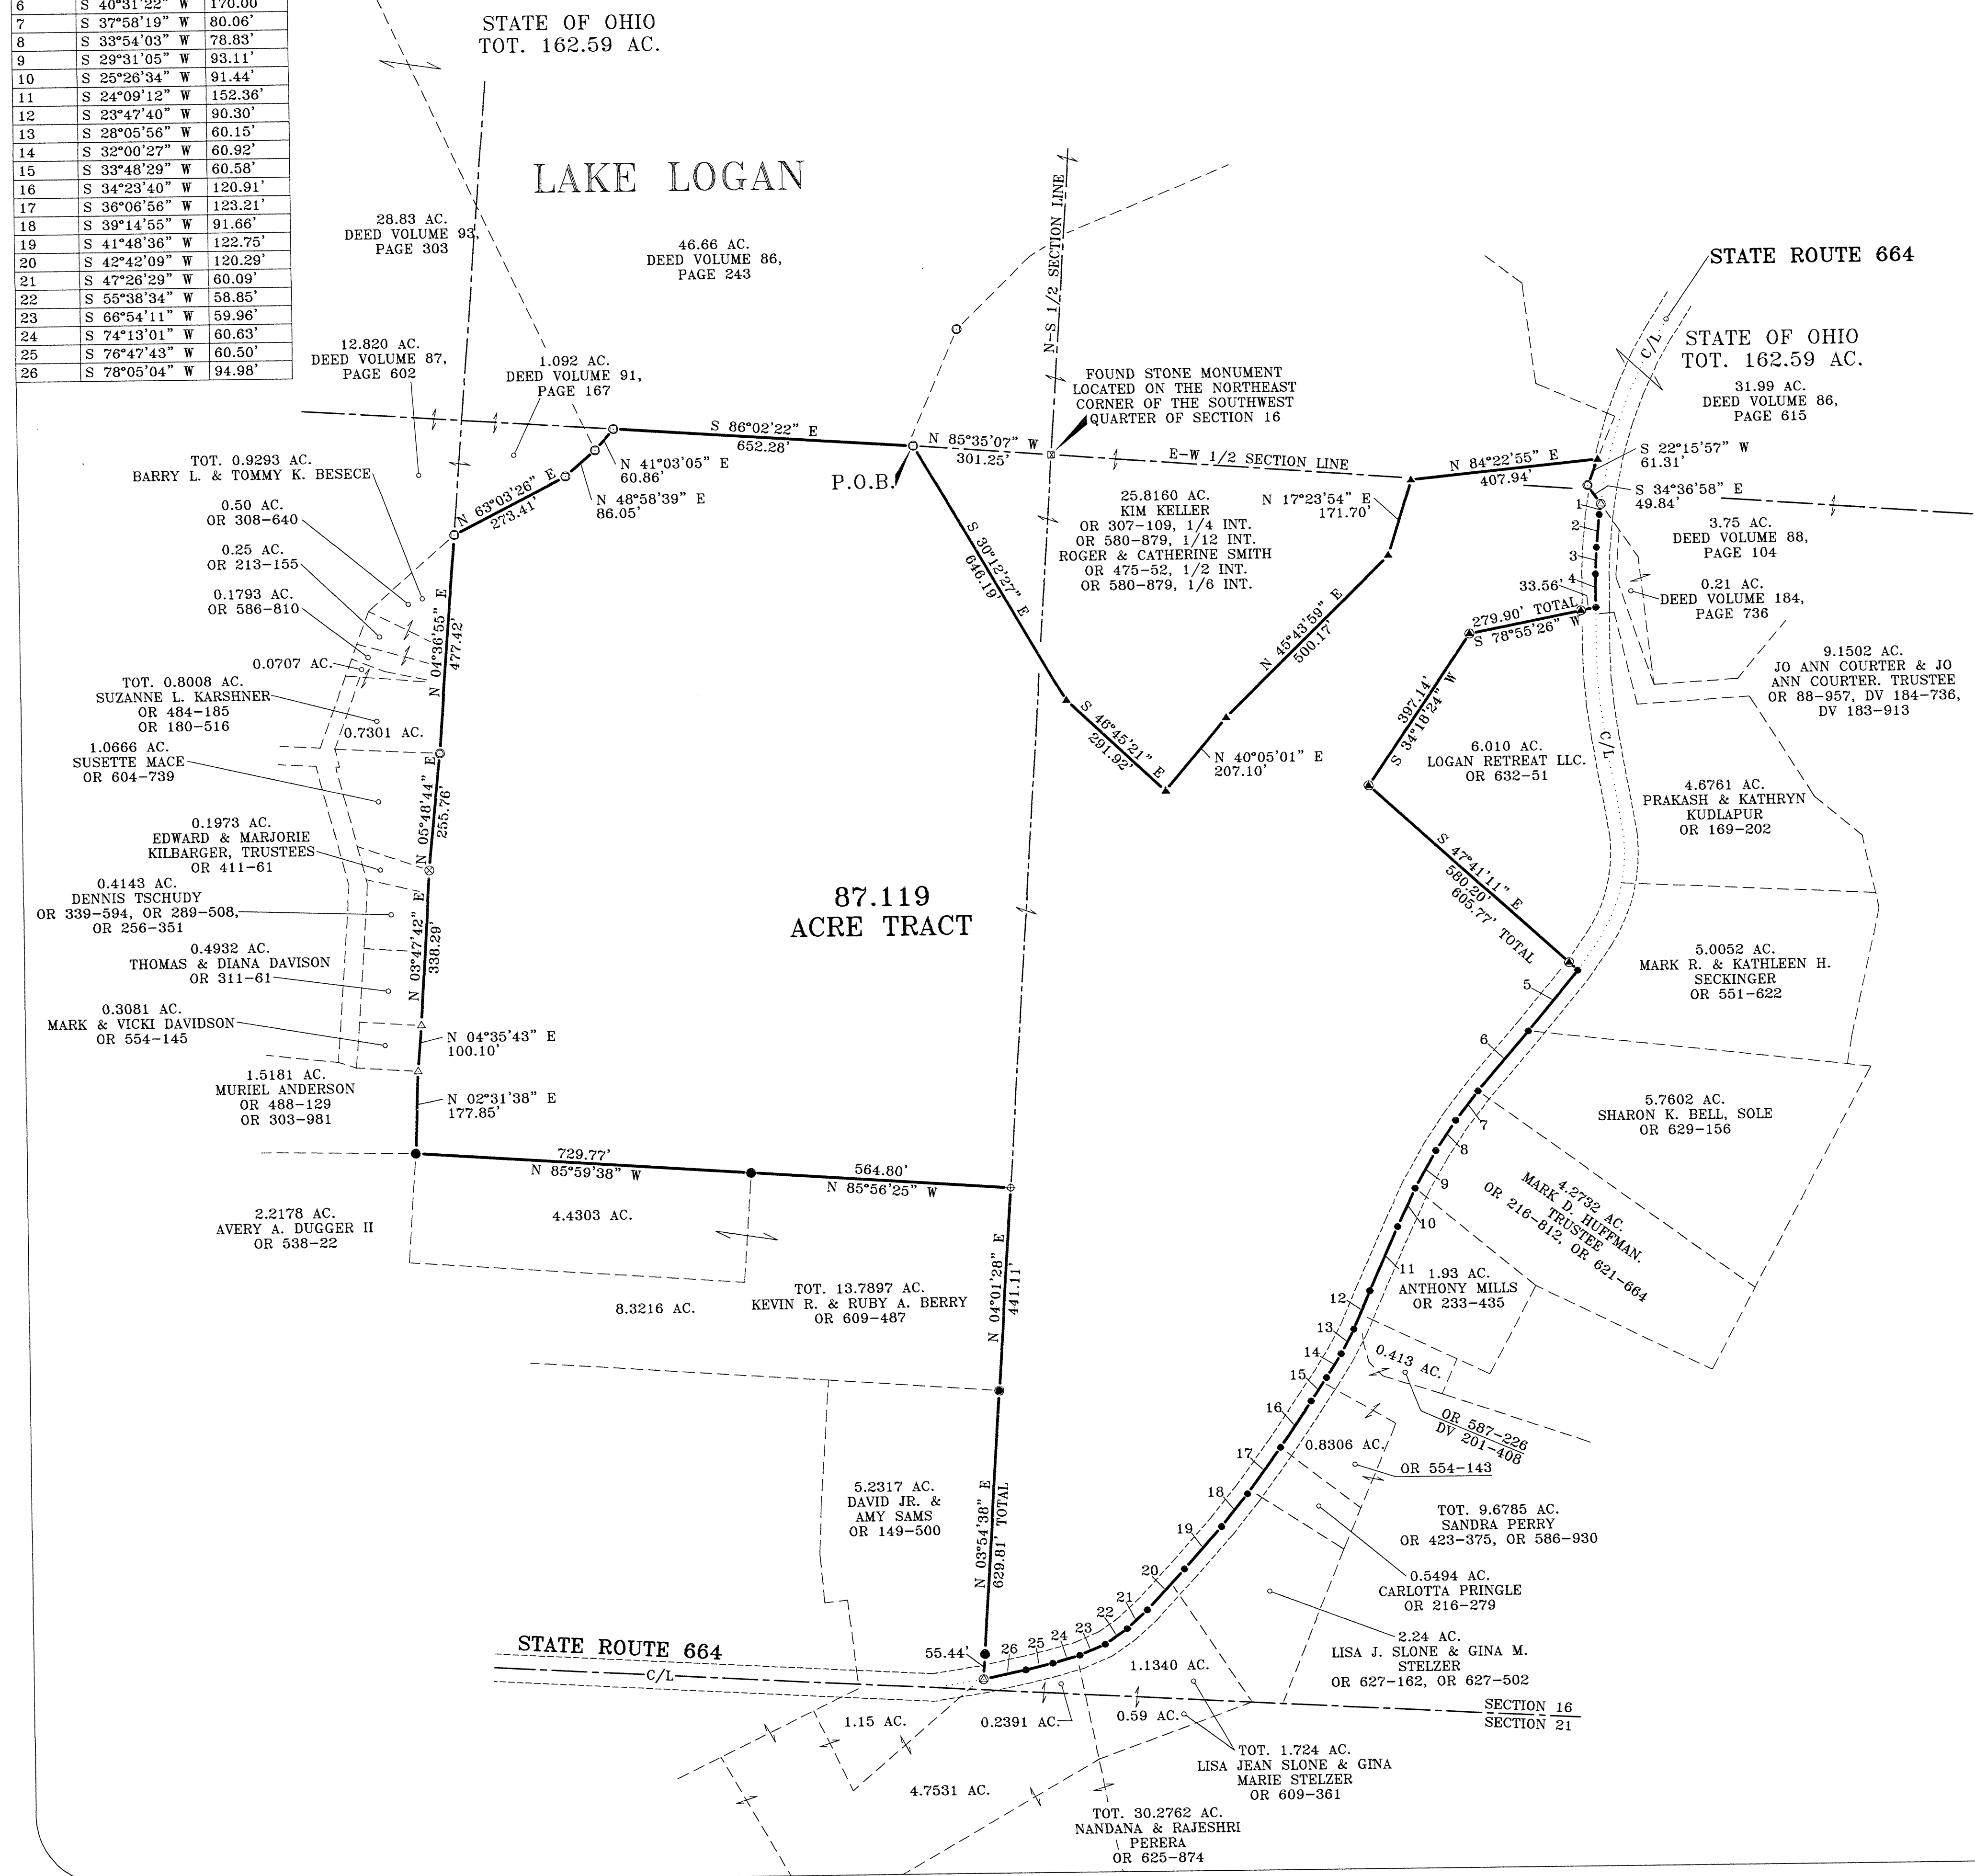 6 S 40°31'22" W 170.00'
7 S 37°58'19" W 80.06'
8 S 33°54'03" W 78.83'
9 S 29°31'05" W 93.11'
10 S 25°26'34" W 91.44'
11 S 24°09'12" W 152.36'
12 S 23°47'40" W 90.30'
13 S 28°05'56" W 60.15'
14 S 32°00'27" W 60.92'
15 S 33°48'29" W 60.58'
16 S 34°23'40" W 120.91'
17 S 36°06'56" W 123.21'
18 S 39°14'55" W 91.66'
19 S 41°48'36" W 122.75'
20 S 42°42'09" W 120.29'
21 S 47°26'29" W 60.09'
22 S 55°38'34" W 58.85'
23 S 66°54'11" W 59.96'
24 S 74°13'01" W 60.63'
25 S 76°47'43" W 60.50'
26 S 78°05'04" W 94.98'
STATE OF OHIO
TOT. 162.59 AC.
LAKE LOGAN
28.83 AC.
DEED VOLUME 93,
PAGE 303
46.66 AC.
DEED VOLUME 86,
PAGE 243
N-S 1/2 SECTION LINE
STATE ROUTE 664
C/L
STATE OF OHIO
TOT. 162.59 AC.
31.99 AC.
DEED VOLUME 86,
PAGE 615
12.820 AC.
DEED VOLUME 87,
PAGE 602
1.092 AC.
DEED VOLUME 91,
PAGE 167
FOUND STONE MONUMENT
LOCATED ON THE NORTHEAST
CORNER OF THE SOUTHWEST
QUARTER OF SECTION 16
S 86°02'22" E
652.28'
N 85°35'07" W
301.25'
E-W 1/2 SECTION LINE
N 84°22'55" E
407.94'
S 22°15'57" W
61.31'
S 34°36'58" E
49.84'
N 41°03'05" E
60.86'
N 48°58'39" E
86.05'
N 63°03'26" E
273.41'
P.O.B.
TOT. 0.9293 AC.
BARRY L. & TOMMY K. BESECE
0.50 AC.
OR 308-640
0.25 AC.
OR 213-155
0.1793 AC.
OR 586-810
0.0707 AC.
TOT. 0.8008 AC.
SUZANNE L. KARSHNER
OR 484-185
OR 180-516
0.7301 AC.
1.0666 AC.
SUSETTE MACE
OR 604-739
0.1973 AC.
EDWARD & MARJORIE
KILBARGER, TRUSTEES
OR 411-61
0.4143 AC.
DENNIS TSCHUDY
OR 339-594, OR 289-508,
OR 256-351
0.4932 AC.
THOMAS & DIANA DAVISON
OR 311-61
0.3081 AC.
MARK & VICKI DAVIDSON
OR 554-145
1.5181 AC.
MURIEL ANDERSON
OR 488-129
OR 303-981
N 04°36'55" E
477.42'
N 05°48'44" E
255.76'
N 03°47'42" E
338.29'
N 04°35'43" E
100.10'
N 02°31'38" E
177.85'
S 30°12'27" E
646.19'
25.8160 AC.
KIM KELLER
OR 307-109, 1/4 INT.
OR 580-879, 1/12 INT.
ROGER & CATHERINE SMITH
OR 475-52, 1/2 INT.
OR 580-879, 1/6 INT.
N 17°23'54" E
171.70'
N 45°43'59" E
500.17'
S 46°45'21" E
291.92'
N 40°05'01" E
207.10'
1
2
3
4
33.56'
279.90' TOTAL
S 78°55'26" W
397.14'
S 34°18'24" W
3.75 AC.
DEED VOLUME 88,
PAGE 104
0.21 AC.
DEED VOLUME 184,
PAGE 736
9.1502 AC.
JO ANN COURTER & JO
ANN COURTER. TRUSTEE
OR 88-957, DV 184-736,
DV 183-913
6.010 AC.
LOGAN RETREAT LLC.
OR 632-51
C/L
4.6761 AC.
PRAKASH & KATHRYN
KUDLAPUR
OR 169-202
S 47°41'11" E
580.20'
605.77' TOTAL
87.119
ACRE TRACT
5.0052 AC.
MARK R. & KATHLEEN H.
SECKINGER
OR 551-622
5
6
7
8
9
10
11
12
13
14
15
16
17
18
19
20
21
22
23
24
25
26
5.7602 AC.
SHARON K. BELL, SOLE
OR 629-156
4.2732 AC.
MARK D. HUFFMAN.
TRUSTEE
OR 216-812, OR 621-664
1.93 AC.
ANTHONY MILLS
OR 233-435
0.413 AC.
OR 587-226
DV 201-408
0.8306 AC.
OR 554-143
TOT. 9.6785 AC.
SANDRA PERRY
OR 423-375, OR 586-930
0.5494 AC.
CARLOTTA PRINGLE
OR 216-279
2.24 AC.
LISA J. SLONE & GINA M.
STELZER
OR 627-162, OR 627-502
729.77'
N 85°59'38" W
564.80'
N 85°56'25" W
2.2178 AC.
AVERY A. DUGGER II
OR 538-22
4.4303 AC.
8.3216 AC.
TOT. 13.7897 AC.
KEVIN R. & RUBY A. BERRY
OR 609-487
N 04°01'28" E
441.11'
5.2317 AC.
DAVID JR. &
AMY SAMS
OR 149-500
N 03°54'38" E
629.81' TOTAL
55.44'
STATE ROUTE 664
C/L
1.1340 AC.
SECTION 16
SECTION 21
1.15 AC.
0.2391 AC.
0.59 AC.
TOT. 1.724 AC.
LISA JEAN SLONE & GINA
MARIE STELZER
OR 609-361
4.7531 AC.
TOT. 30.2762 AC.
NANDANA & RAJESHRI
PERERA
OR 625-874